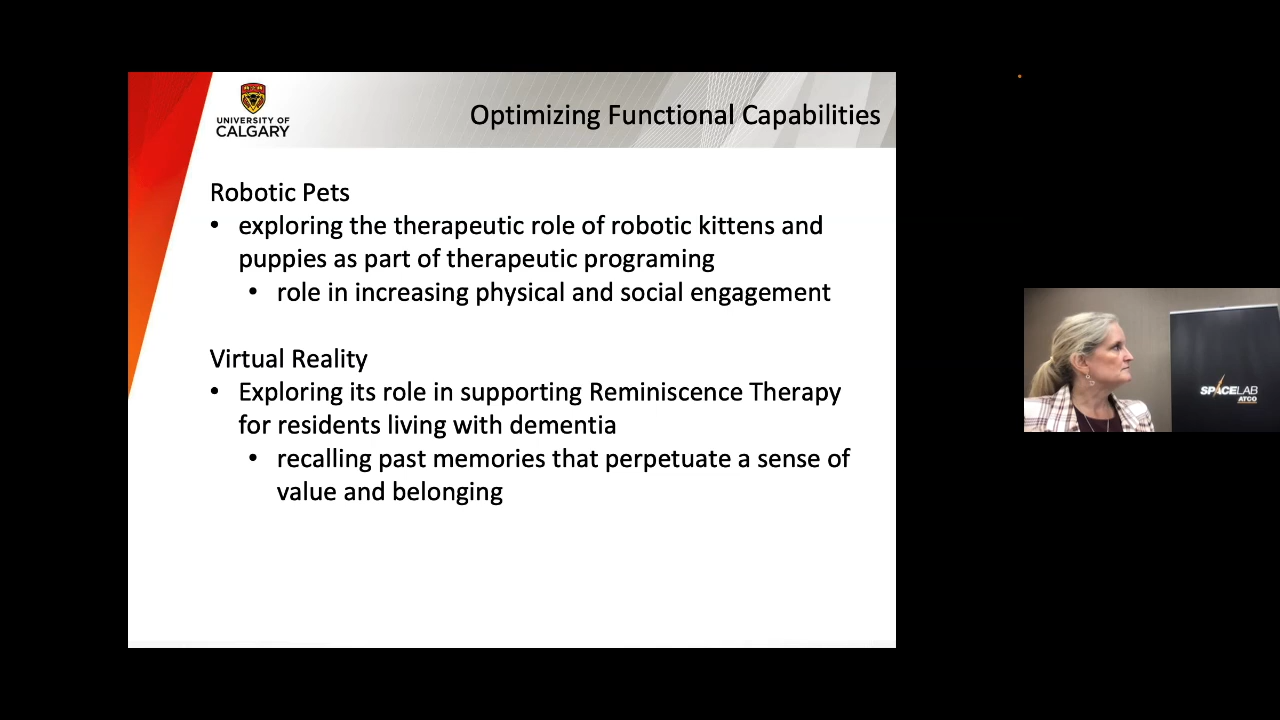 UNIVERSITY OF
CALGARY
Optimizing Functional Capabilities
Robotic Pets
• exploring the therapeutic role of robotic kittens and
puppies as part of therapeutic programing
• role in increasing physical and social engagement
Virtual Reality
• Exploring its role in supporting Reminiscence Therapy
for residents living with dementia
• recalling past memories that perpetuate a sense of
value and belonging
SPACELAB
ATCO